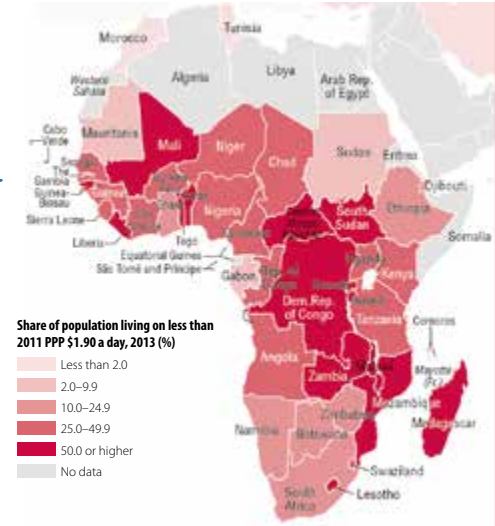 Tunisia
Morocco
Algeria
Libya
Arab Rep.
of Egypt
Western
Sahara
Cabo
Verde
Mauritania
Mali
Niger
Chad
Sudan
Eritrea
Senegal
The
Gambia
Guinea-
Bissau
Guinea
Sierra Leone
Liberia
Ghana
Togo
Nigeria
Cameroon
Equatorial Guinea
São Tomé and Príncipe
Gabon
South
Sudan
Djibouti
Ethiopia
Somalia
Uganda
Kenya
Rwanda
Dem. Rep.
of Congo
Tanzania
Comoros
Mayotte
(Fr.)
Angola
Zambia
Malawi
Mozambique
Madagascar
Zimbabwe
Namibia
Botswana
Swaziland
Lesotho
South
Africa
Share of population living on less than
2011 PPP $1.90 a day, 2013 (%)
Less than 2.0
2.0–9.9
10.0–24.9
25.0–49.9
50.0 or higher
No data